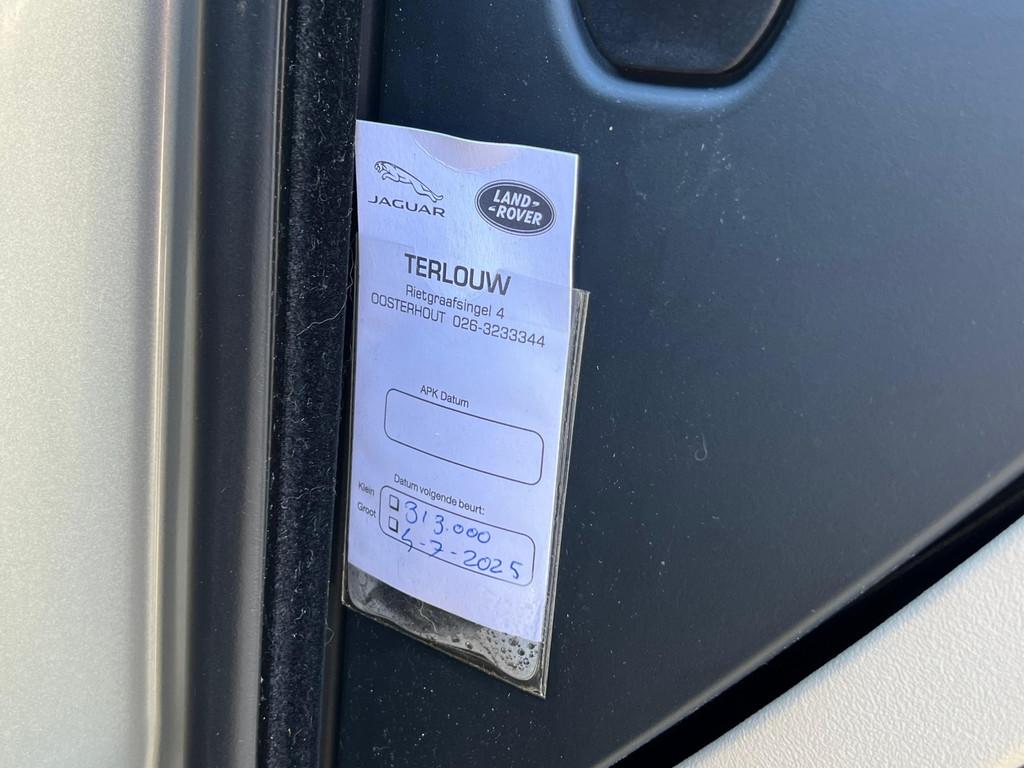 JAGUAR
LAND-
-ROVER
TERLOUW
Rietgraafsingel 4
OOSTERHOUT 026-3233344
APK Datum
Datum volgende beurt:
Klein 313.000
Groot 4-7-2025